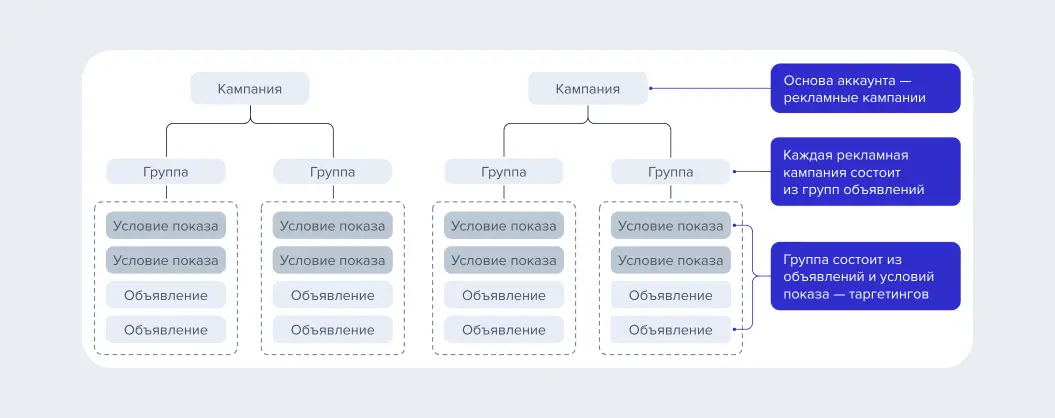 Кампания
Кампания
Основа аккаунта —
рекламные кампании
Группа
Группа
Группа
Группа
Каждая рекламная
кампания состоит
из групп объявлений
Условие показа
Условие показа
Условие показа
Условие показа
Условие показа
Условие показа
Условие показа
Условие показа
Группа состоит из
объявлений и условий
показа — таргетингов
Объявление
Объявление
Объявление
Объявление
Объявление
Объявление
Объявление
Объявление